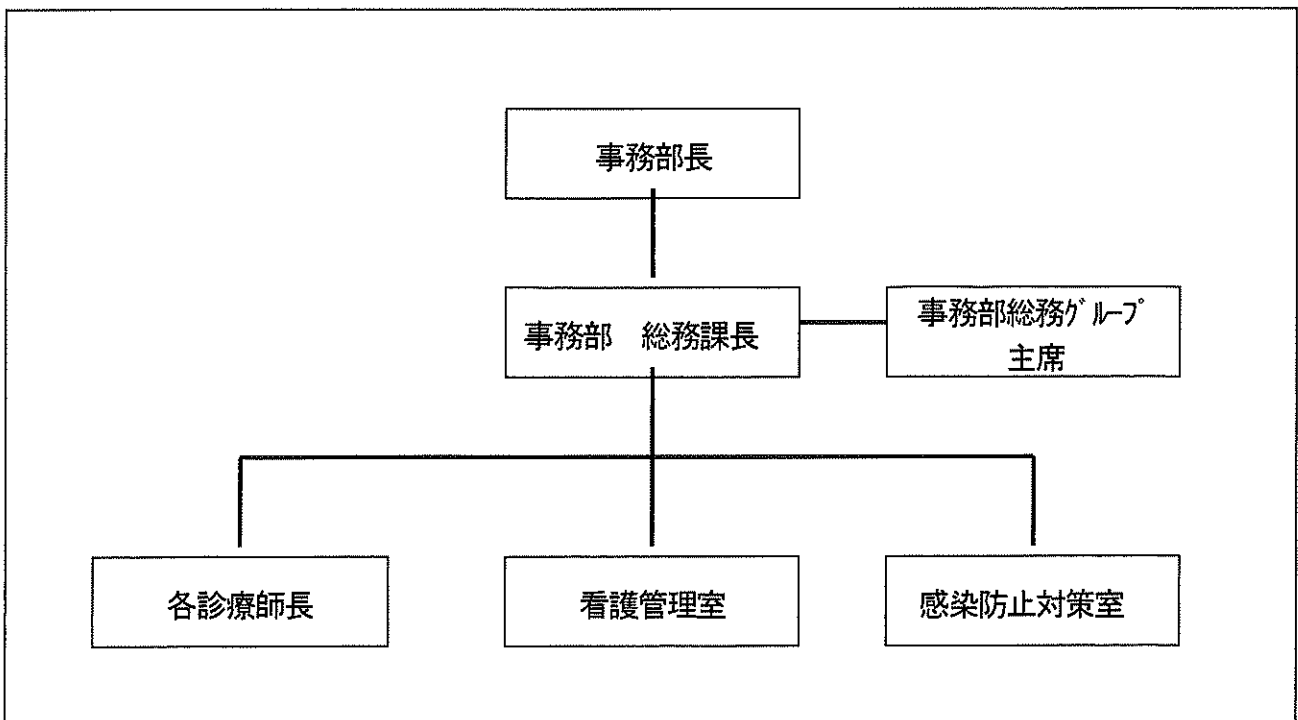 事務部長
事務部　総務課長
事務部総務ｸﾞﾙｰﾌﾟ
主席
各診療師長
看護管理室
感染防止対策室